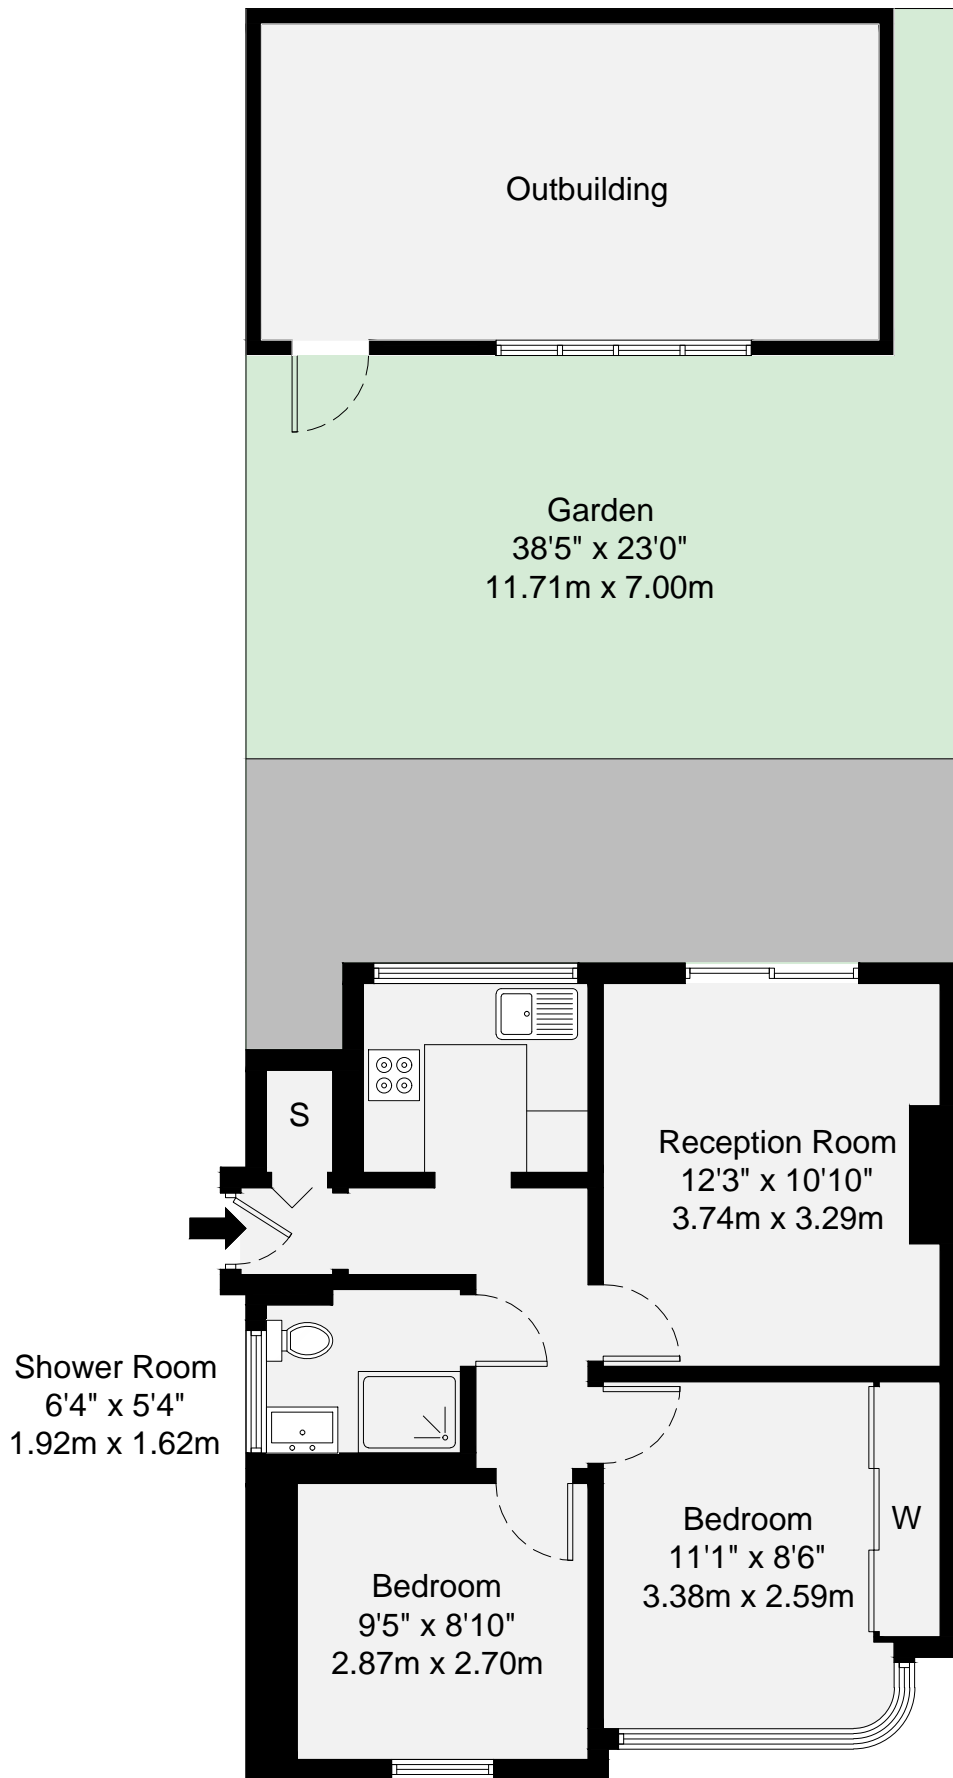 Outbuilding
Garden
38'5" x 23'0"
11.71m x 7.00m
S
Reception Room
12'3" x 10'10"
3.74m x 3.29m
Shower Room
6'4" x 5'4"
1.92m x 1.62m
Bedroom
11'1" x 8'6"
3.38m x 2.59m
W
Bedroom
9'5" x 8'10"
2.87m x 2.70m